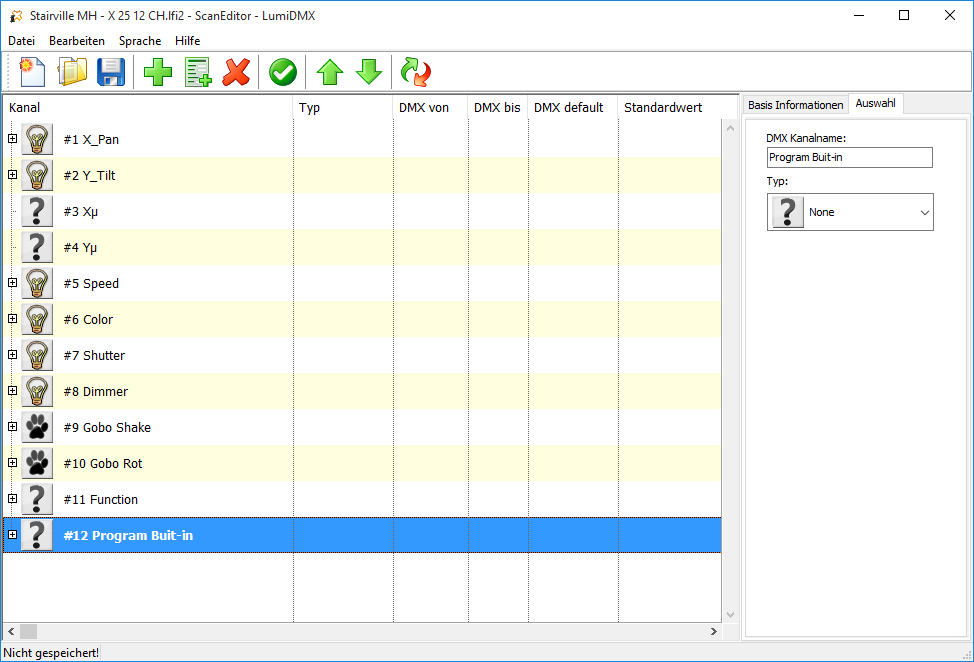 Stairville MH - X 25 12 CH.lfi2 - ScanEditor - LumiDMX
Datei Bearbeiten Sprache Hilfe
Kanal Typ DMX von DMX bis DMX default Standardwert
#1 X_Pan
#2 Y_Tilt
#3 Xµ
#4 Yµ
#5 Speed
#6 Color
#7 Shutter
#8 Dimmer
#9 Gobo Shake
#10 Gobo Rot
#11 Function
#12 Program Buit-in
Basis Informationen Auswahl
DMX Kanalname:
Program Buit-in
Typ:
None
Nicht gespeichert!